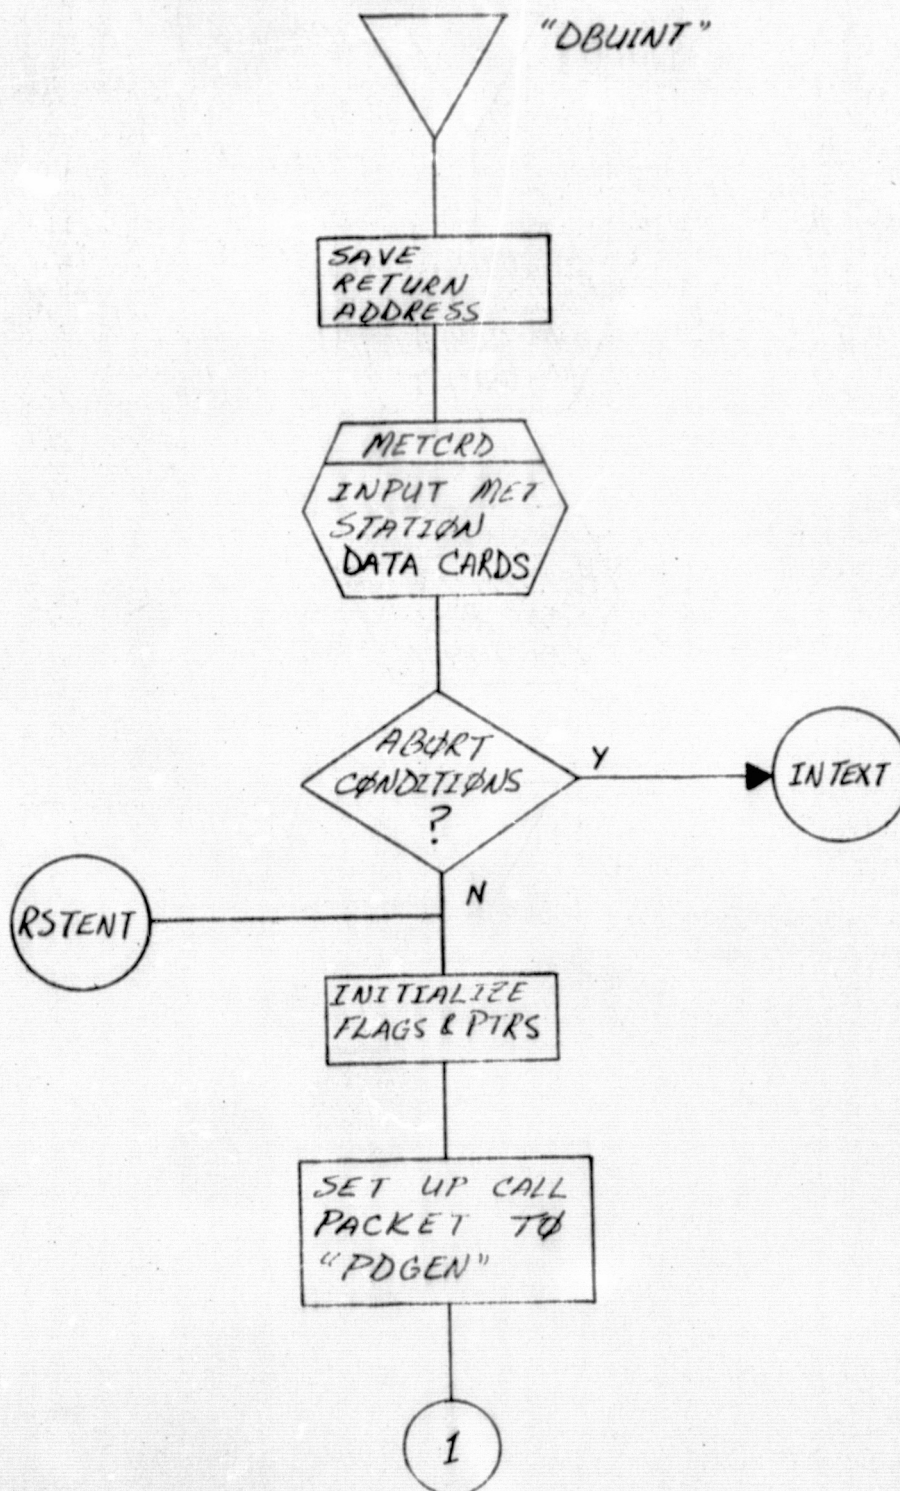 "DBUINT"
SAVE
RETURN
ADDRESS
METCRD
INPUT MET
STATIØN
DATA CARDS
ABØRT
CØNDITIØNS
?
Y
INTEXT
N
RSTENT
INITIALIZE
FLAGS & PTRS
SET UP CALL
PACKET TØ
"PDGEN"
1